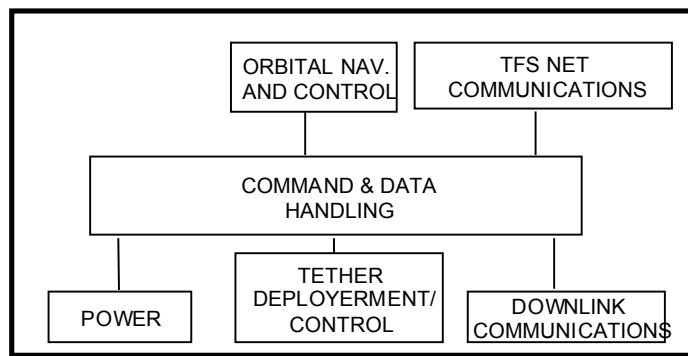 ORBITAL NAV.
AND CONTROL
TFS NET
COMMUNICATIONS
COMMAND & DATA
HANDLING
POWER
TETHER
DEPLOYERMENT/
CONTROL
DOWNLINK
COMMUNICATIONS